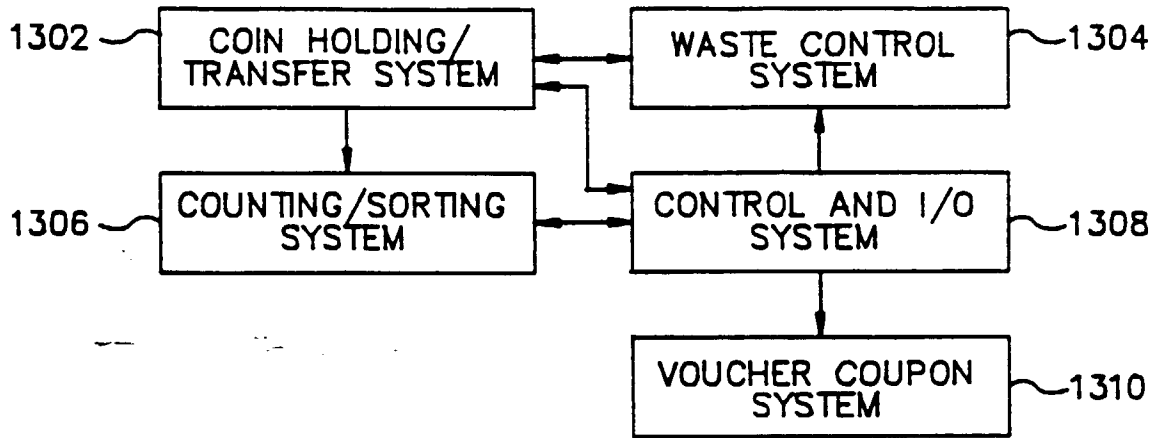 1302
COIN HOLDING/
TRANSFER SYSTEM
WASTE CONTROL
SYSTEM
1304
1306
COUNTING/SORTING
SYSTEM
CONTROL AND I/O
SYSTEM
1308
VOUCHER COUPON
SYSTEM
1310